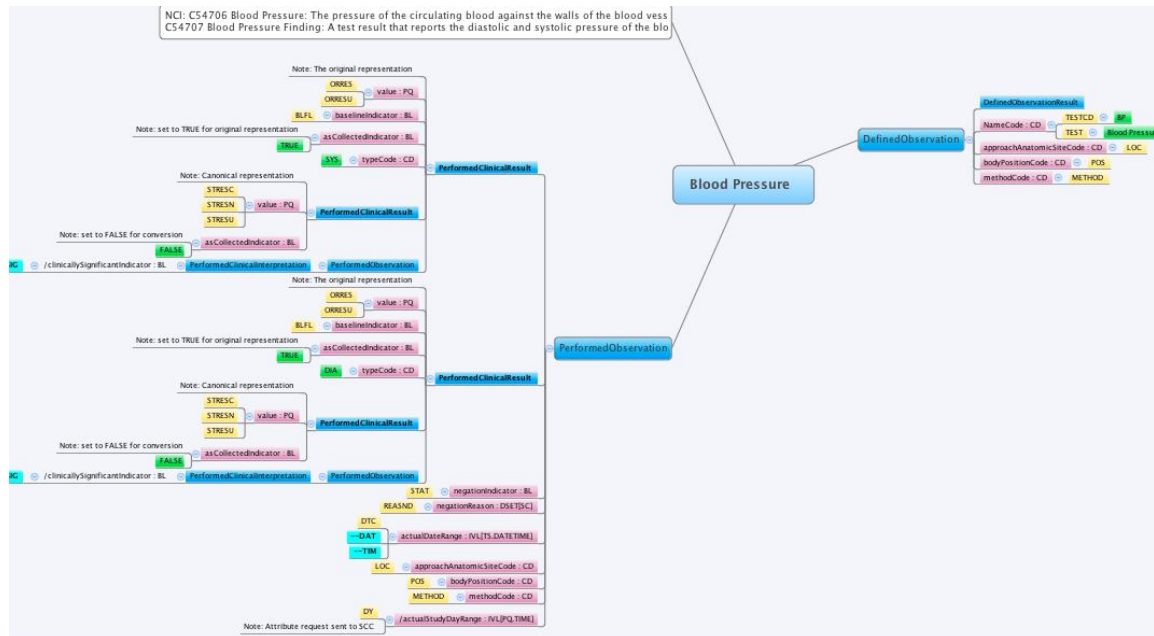 NCI: C54706 Blood Pressure: The pressure of the circulating blood against the walls of the blood vess
C54707 Blood Pressure Finding: A test result that reports the diastolic and systolic pressure of the blo
Blood Pressure
DefinedObservation
DefinedObservationResult
NameCode : CD
TESTCD
BP
TEST
Blood Pressu
approachAnatomicSiteCode : CD
LOC
bodyPositionCode : CD
POS
methodCode : CD
METHOD
PerformedObservation
PerformedClinicalResult
Note: The original representation
ORRES
ORRESU
value : PQ
BLFL
baselineIndicator : BL
Note: set to TRUE for original representation
TRUE
asCollectedIndicator : BL
SYS
typeCode : CD
Note: Canonical representation
STRESC
STRESN
STRESU
value : PQ
PerformedClinicalResult
Note: set to FALSE for conversion
FALSE
asCollectedIndicator : BL
IG
/clinicallySignificantIndicator : BL
PerformedClinicalInterpretation
PerformedObservation
PerformedClinicalResult
Note: The original representation
ORRES
ORRESU
value : PQ
BLFL
baselineIndicator : BL
Note: set to TRUE for original representation
TRUE
asCollectedIndicator : BL
DIA
typeCode : CD
Note: Canonical representation
STRESC
STRESN
STRESU
value : PQ
PerformedClinicalResult
Note: set to FALSE for conversion
FALSE
asCollectedIndicator : BL
IG
/clinicallySignificantIndicator : BL
PerformedClinicalInterpretation
PerformedObservation
STAT
negationIndicator : BL
REASND
negationReason : DSET[SC]
DTC
--DAT
--TIM
actualDateRange : IVL[TS.DATETIME]
LOC
approachAnatomicSiteCode : CD
POS
bodyPositionCode : CD
METHOD
methodCode : CD
DY
Note: Attribute request sent to SCC
/actualStudyDayRange : IVL[PQ.TIME]